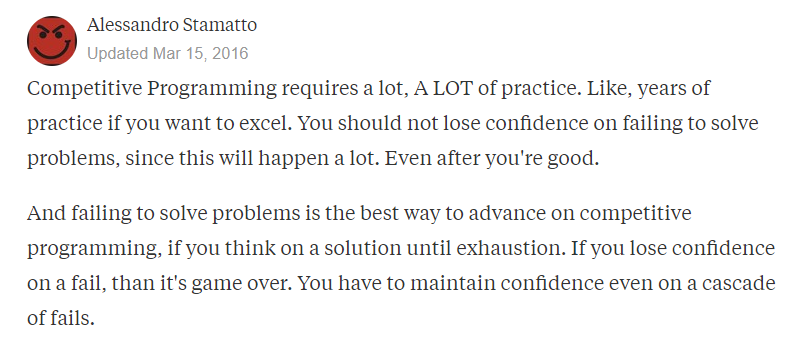 Alessandro Stamatto
Updated Mar 15, 2016
Competitive Programming requires a lot, A LOT of practice. Like, years of
practice if you want to excel. You should not lose confidence on failing to solve
problems, since this will happen a lot. Even after you're good.
And failing to solve problems is the best way to advance on competitive
programming, if you think on a solution until exhaustion. If you lose confidence
on a fail, than it's game over. You have to maintain confidence even on a cascade
of fails.